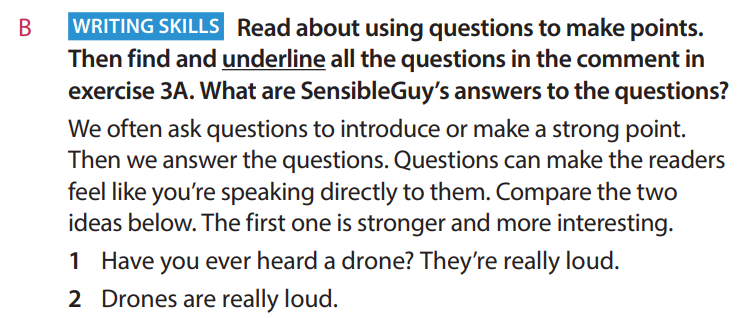 B WRITING SKILLS Read about using questions to make points.
Then find and underline all the questions in the comment in
exercise 3A. What are SensibleGuy’s answers to the questions?
We often ask questions to introduce or make a strong point.
Then we answer the questions. Questions can make the readers
feel like you’re speaking directly to them. Compare the two
ideas below. The first one is stronger and more interesting.
1 Have you ever heard a drone? They’re really loud.
2 Drones are really loud.